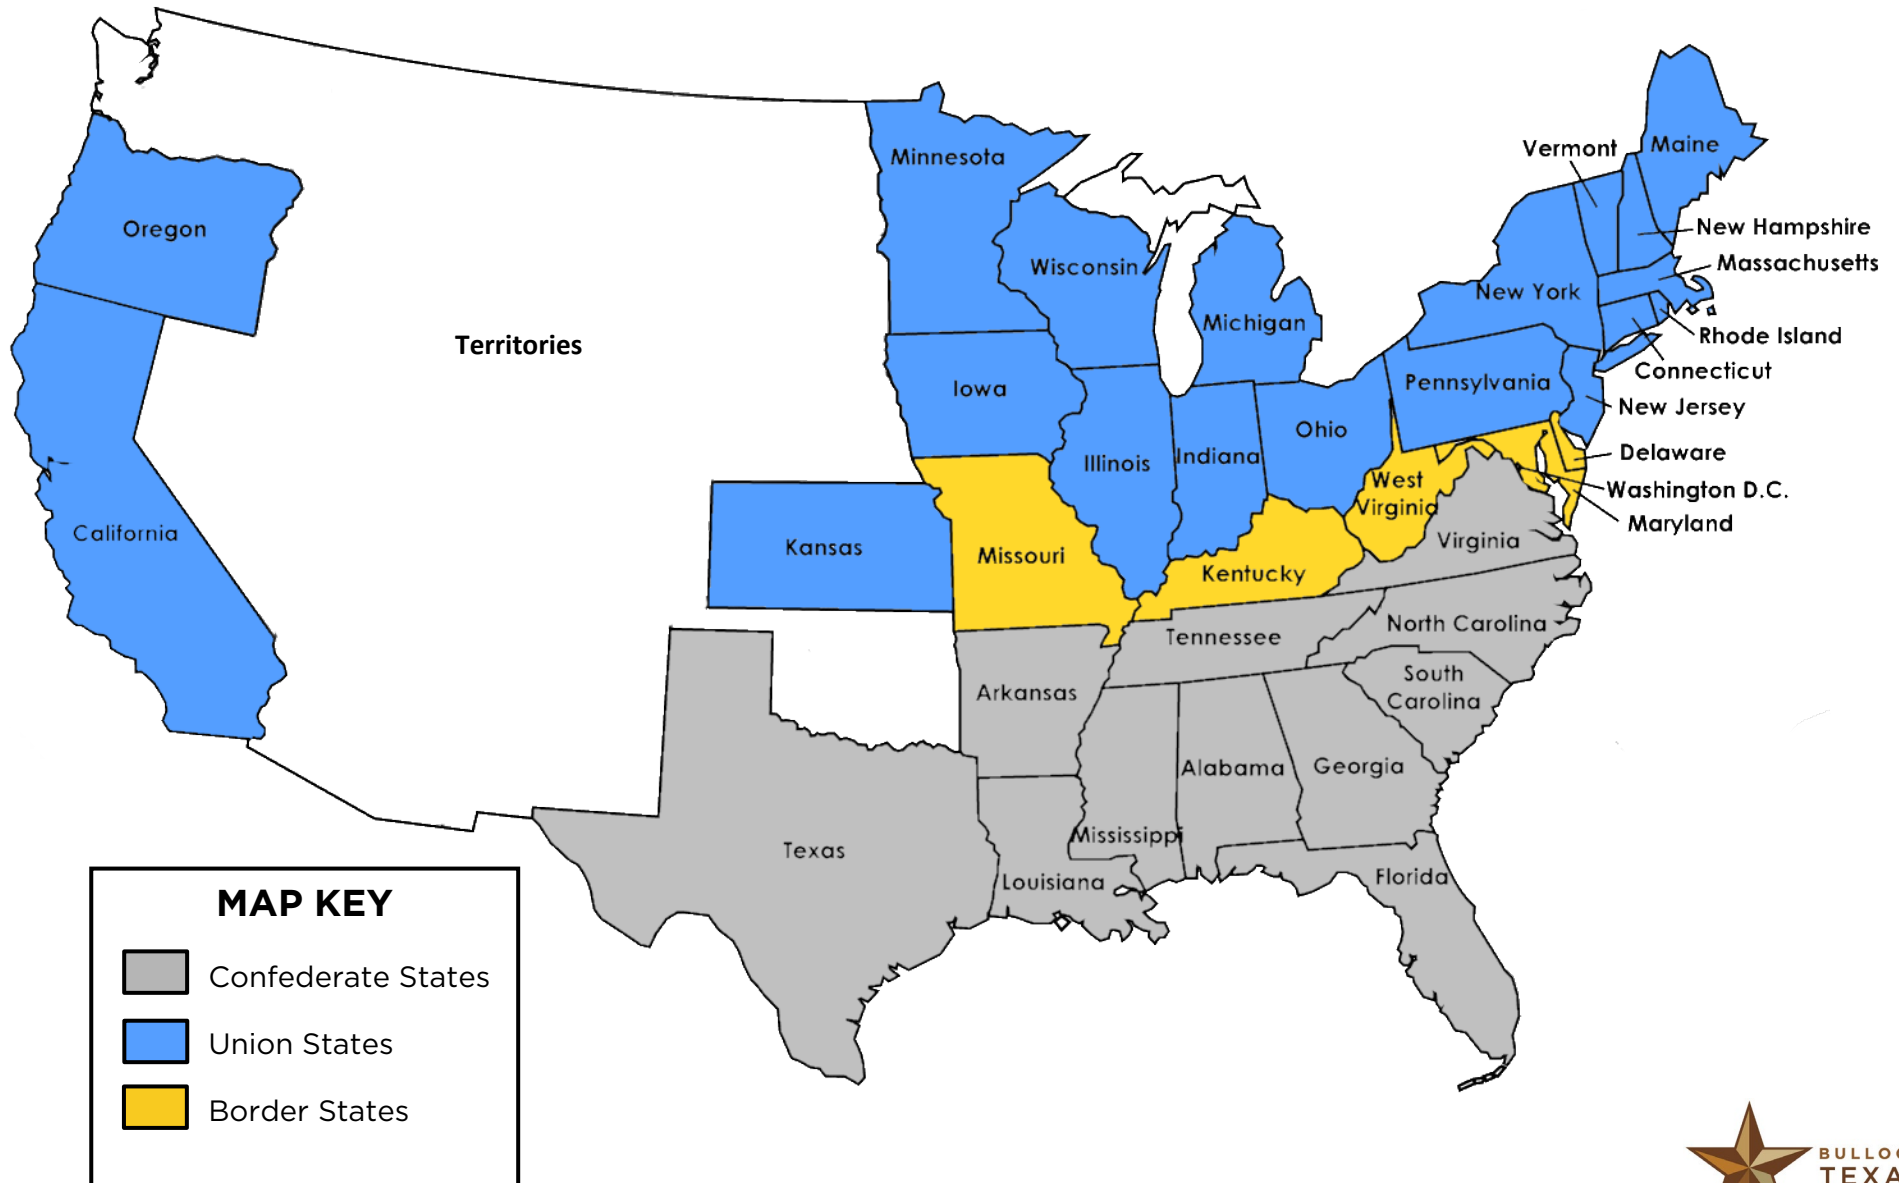 Minnesota
Vermont
Maine
Oregon
New Hampshire
Wisconsin
Massachusetts
New York
Michigan
Territories
Rhode Island
Connecticut
Pennsylvania
Iowa
New Jersey
Ohio
Illinois
Indiana
Delaware
West
Virginia
Washington D.C.
Maryland
California
Kansas
Missouri
Virginia
Kentucky
North Carolina
Tennessee
South
Carolina
Arkansas
Alabama
Georgia
Mississippi
Texas
Louisiana
Florida
MAP KEY
Confederate States
Union States
Border States